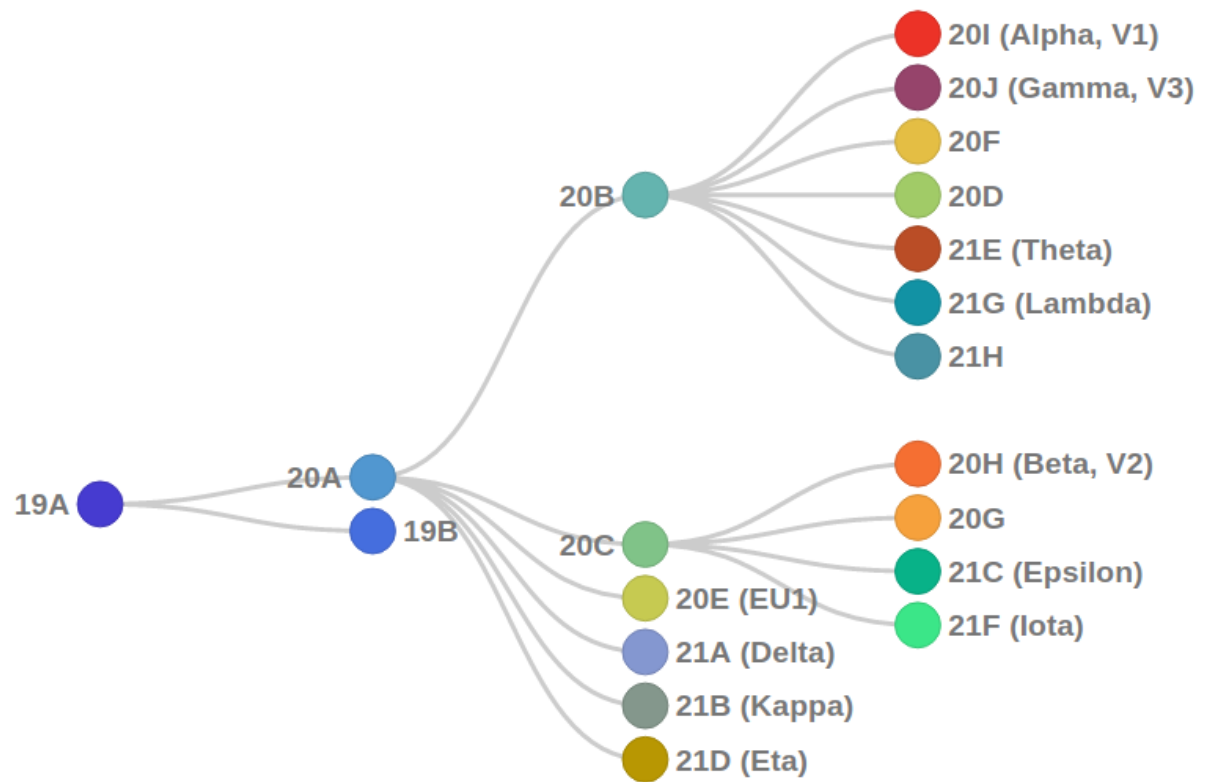 20I (Alpha, V1)
20J (Gamma, V3)
20F
20B
20D
21E (Theta)
21G (Lambda)
21H
20H (Beta, V2)
20A
19A
20G
19B
20C
21C (Epsilon)
20E (EU1)
21F (Iota)
21A (Delta)
21B (Kappa)
21D (Eta)